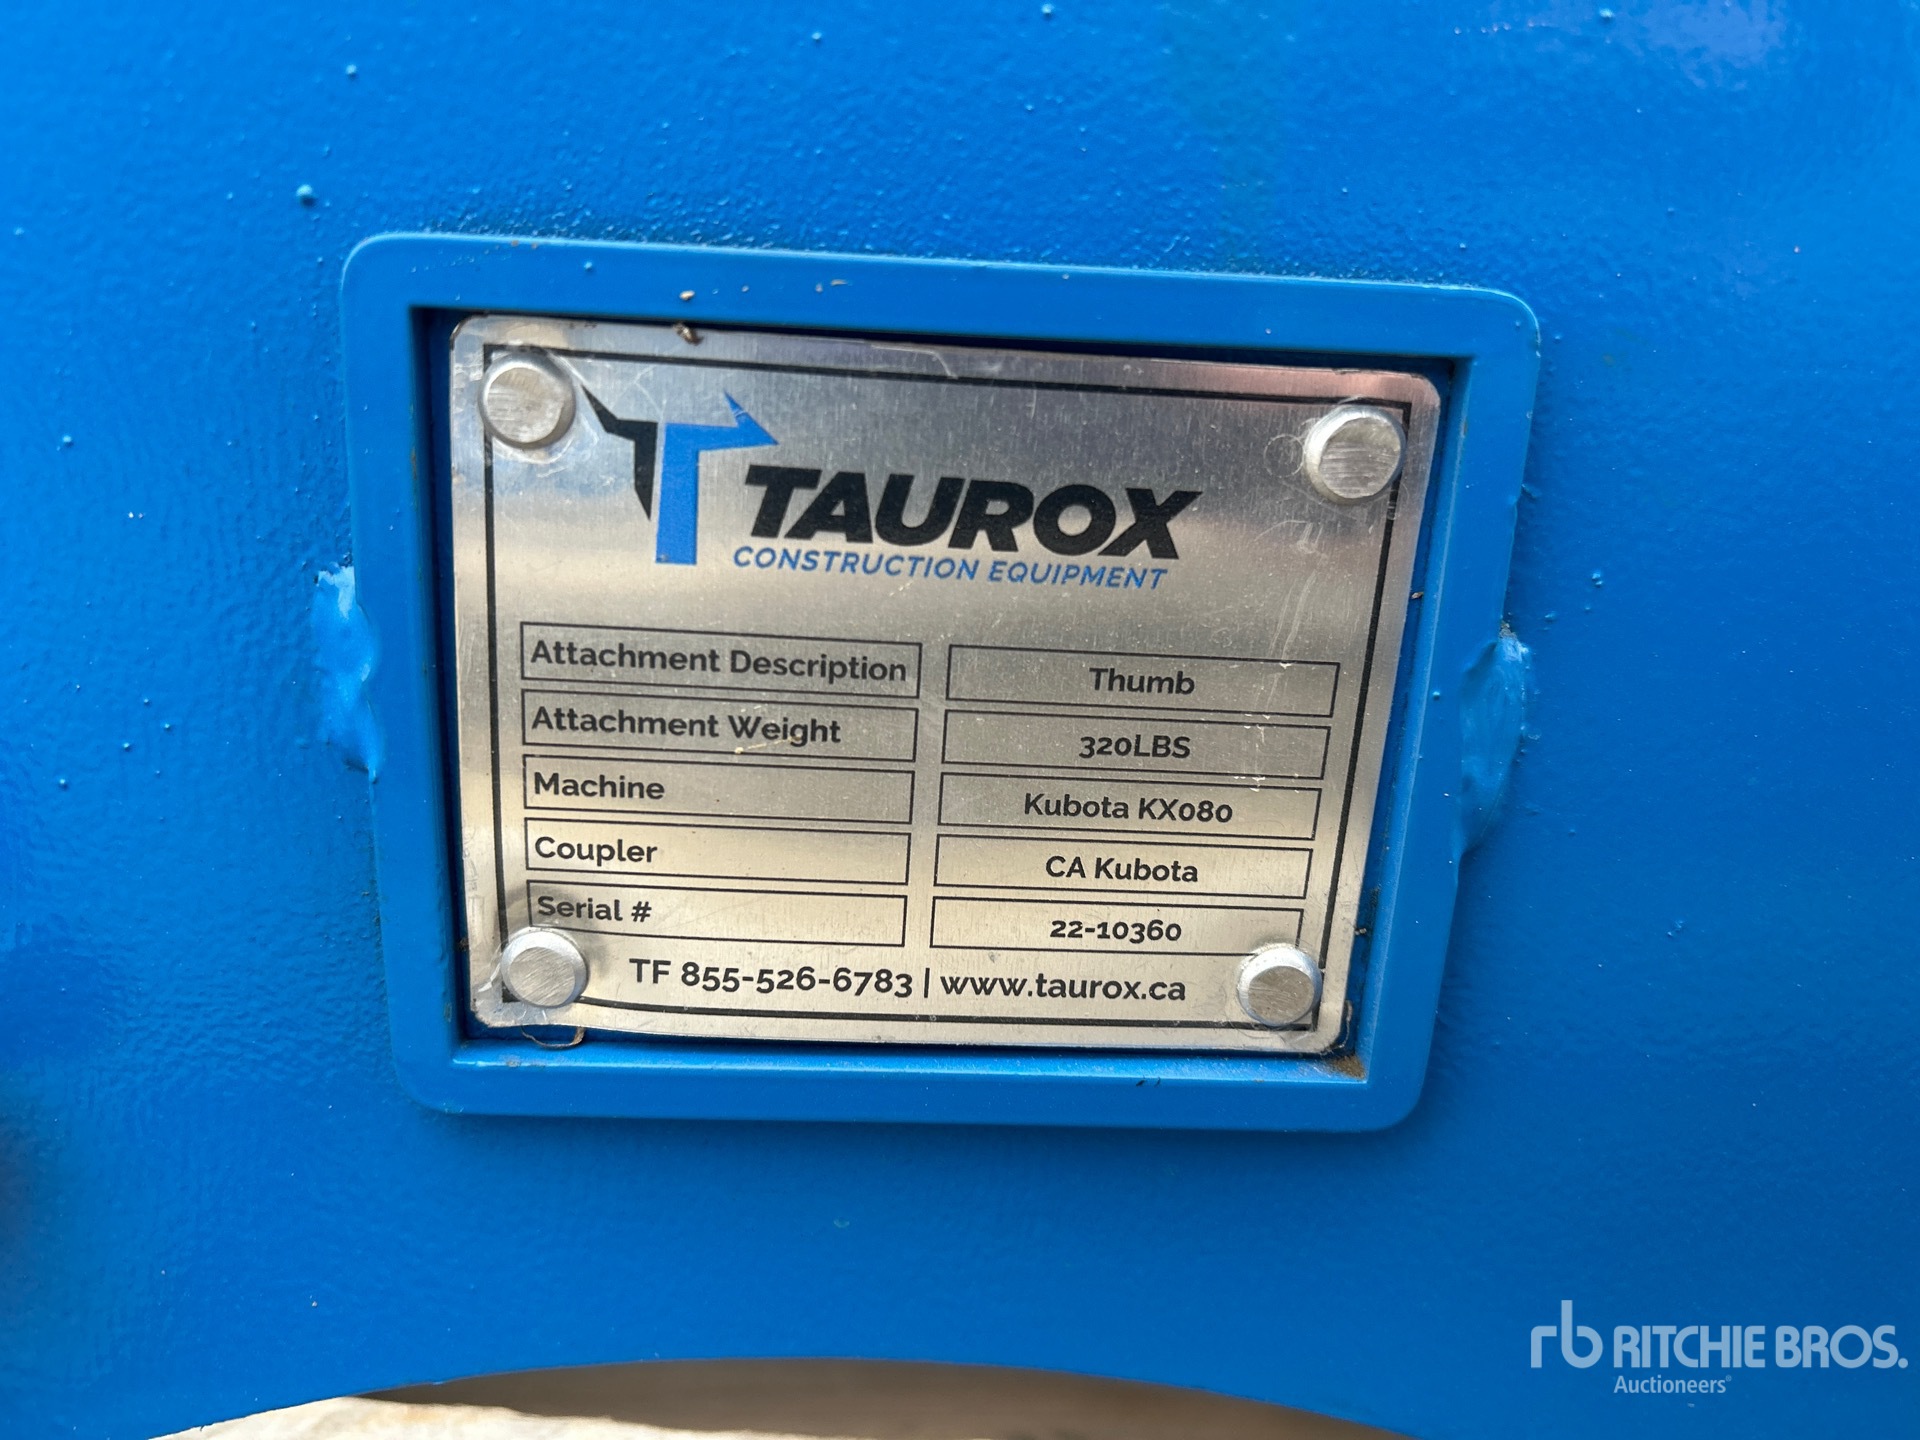 TAUROX
CONSTRUCTION EQUIPMENT
Attachment Description Thumb
Attachment Weight 320LBS
Machine Kubota KX080
Coupler CA Kubota
Serial # 22-10360
TF 855-526-6783 | www.taurox.ca
rb RITCHIE BROS.
Auctioneers®